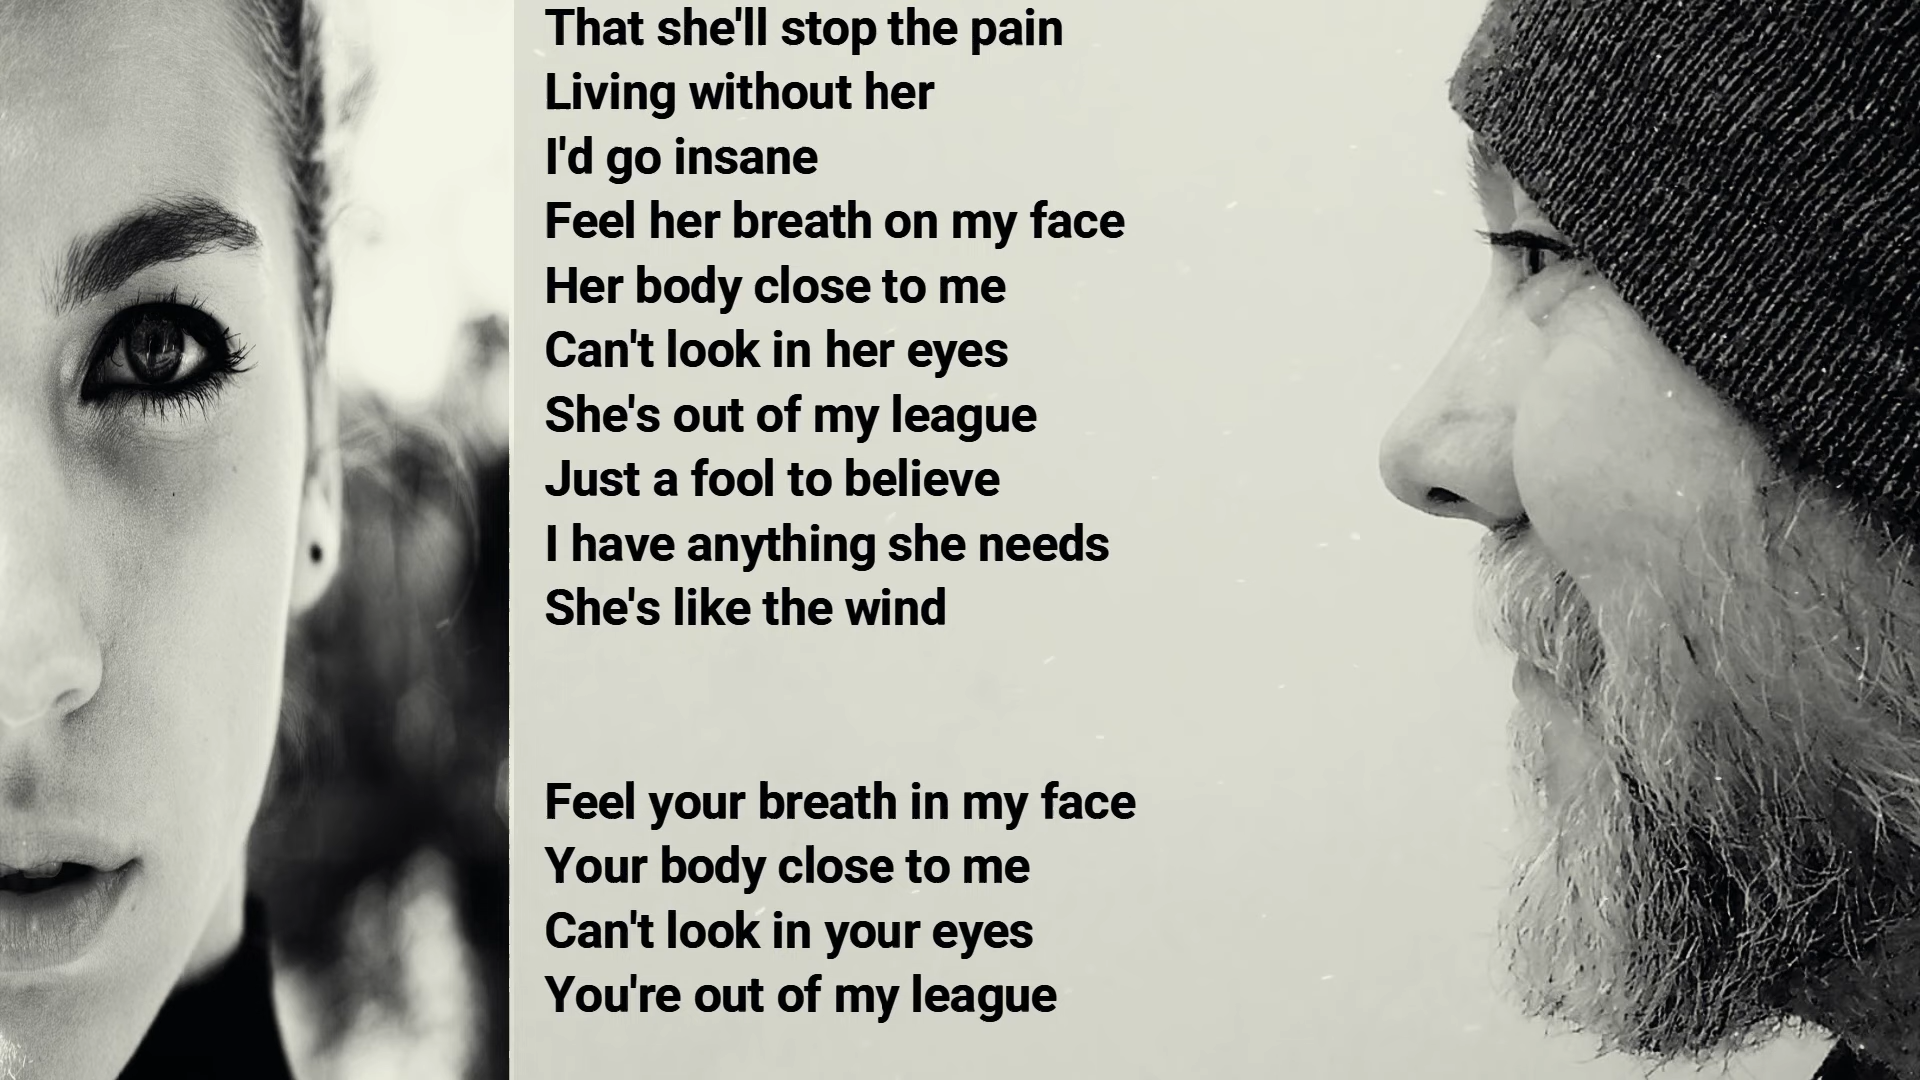 That she'll stop the pain
Living without her
I'd go insane
Feel her breath on my face
Her body close to me
Can't look in her eyes
She's out of my league
Just a fool to believe
I have anything she needs
She's like the wind
Feel your breath in my face
Your body close to me
Can't look in your eyes
You're out of my league